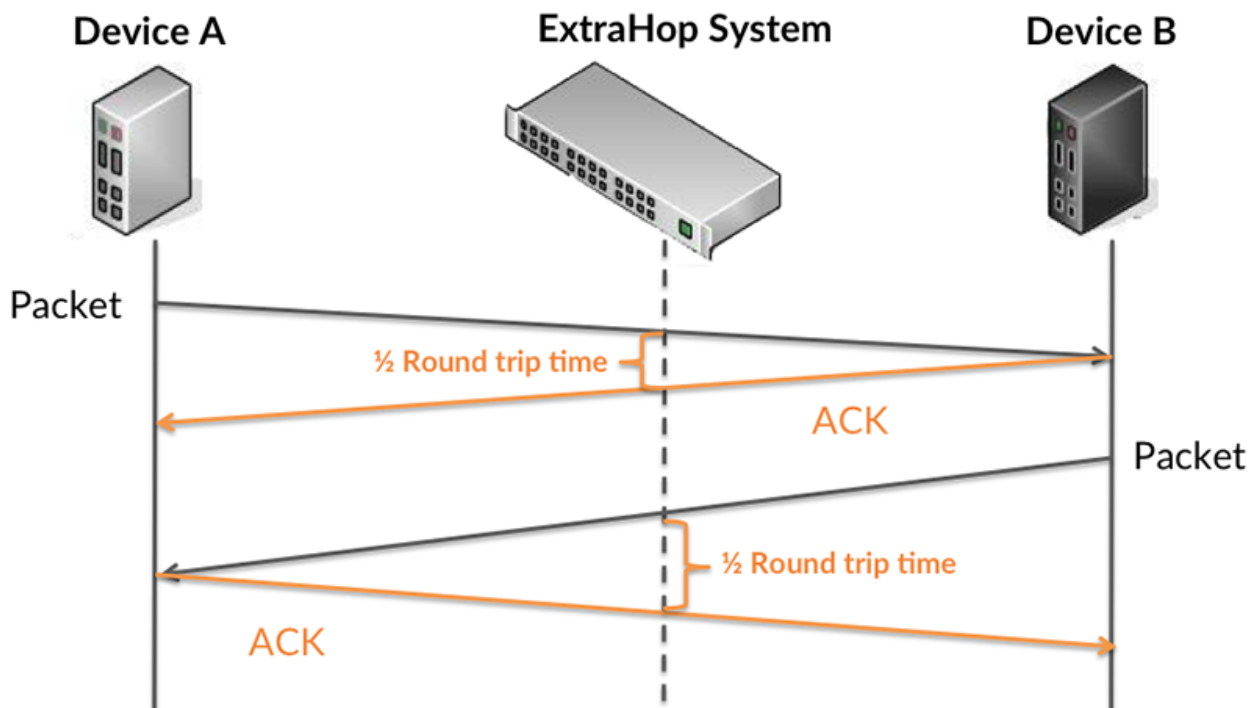 Device A
ExtraHop System
Device B
Packet
½ Round trip time
ACK
Packet
½ Round trip time
ACK